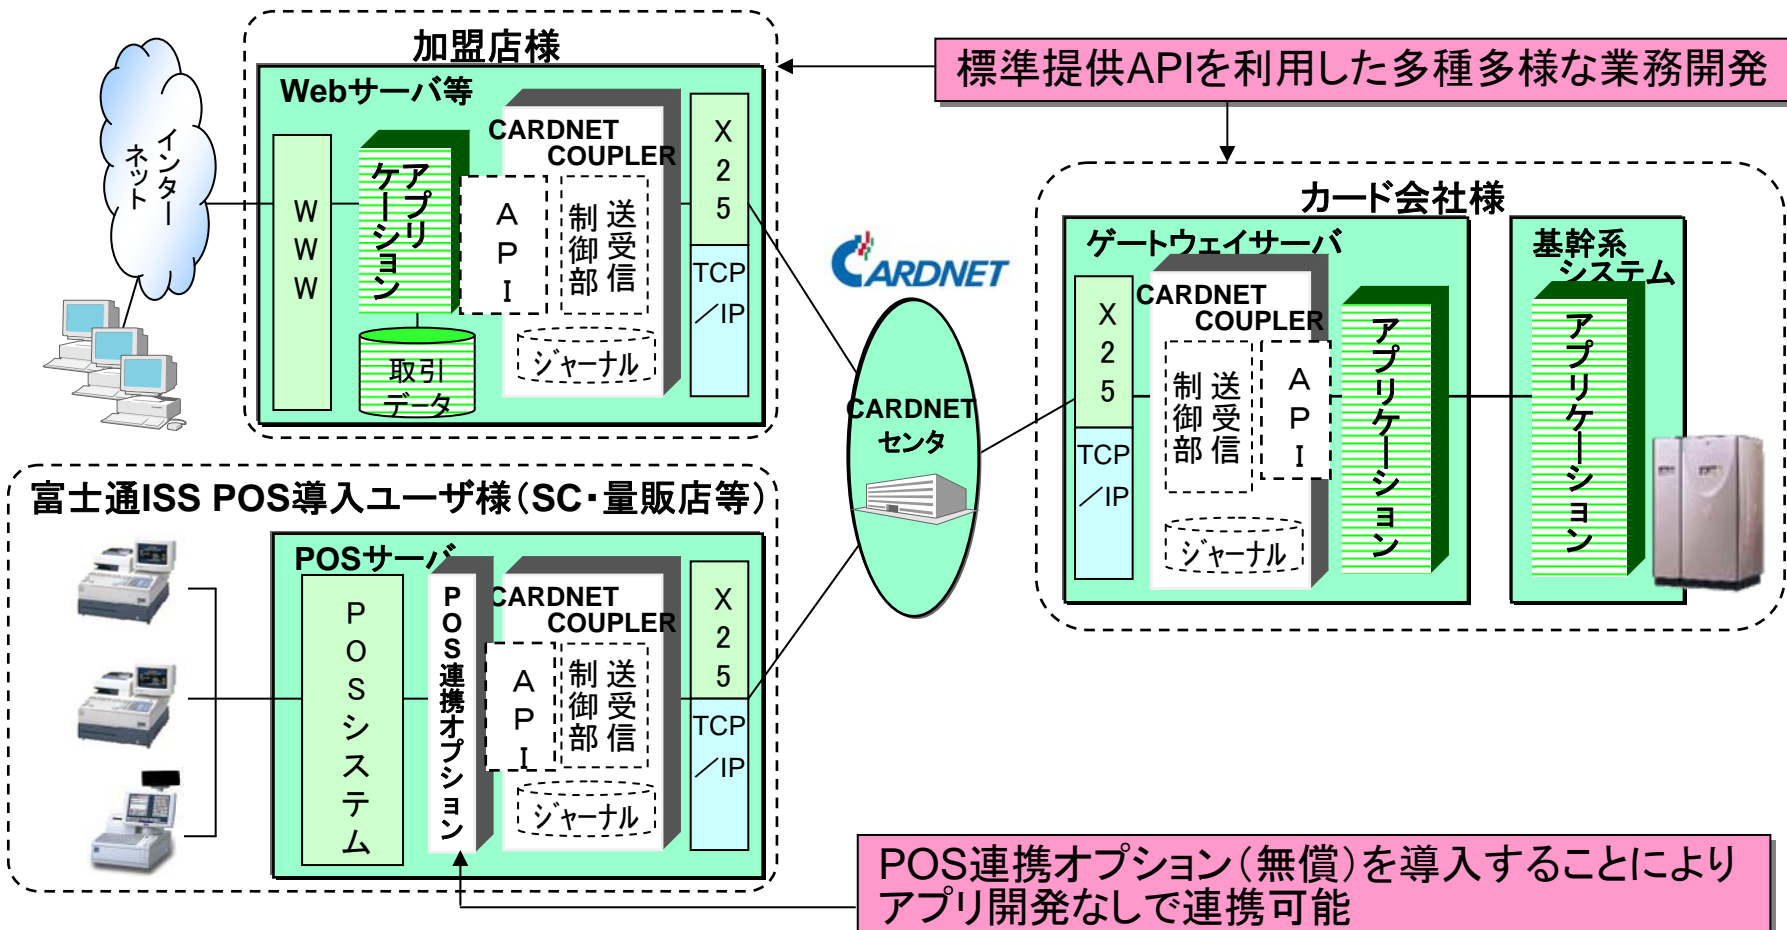 加盟店様
標準提供APIを利用した多種多様な業務開発
Webサーバ等
インター
ネット
WWW
アプリ
ケーション
取引
データ
CARDNET
COUPLER
API
送受信
制御部
ジャーナル
X25
TCP
／IP
CARDNET
CARDNET
センタ
カード会社様
ゲートウェイサーバ
X25
TCP
／IP
CARDNET
COUPLER
送受信
制御部
API
ジャーナル
アプリケーション
基幹系
システム
アプリケーション
富士通ISS POS導入ユーザ様（SC・量販店等）
POSサーバ
POSシステム
POS連携オプション
CARDNET
COUPLER
API
送受信
制御部
ジャーナル
X25
TCP
／IP
POS連携オプション（無償）を導入することにより
アプリ開発なしで連携可能